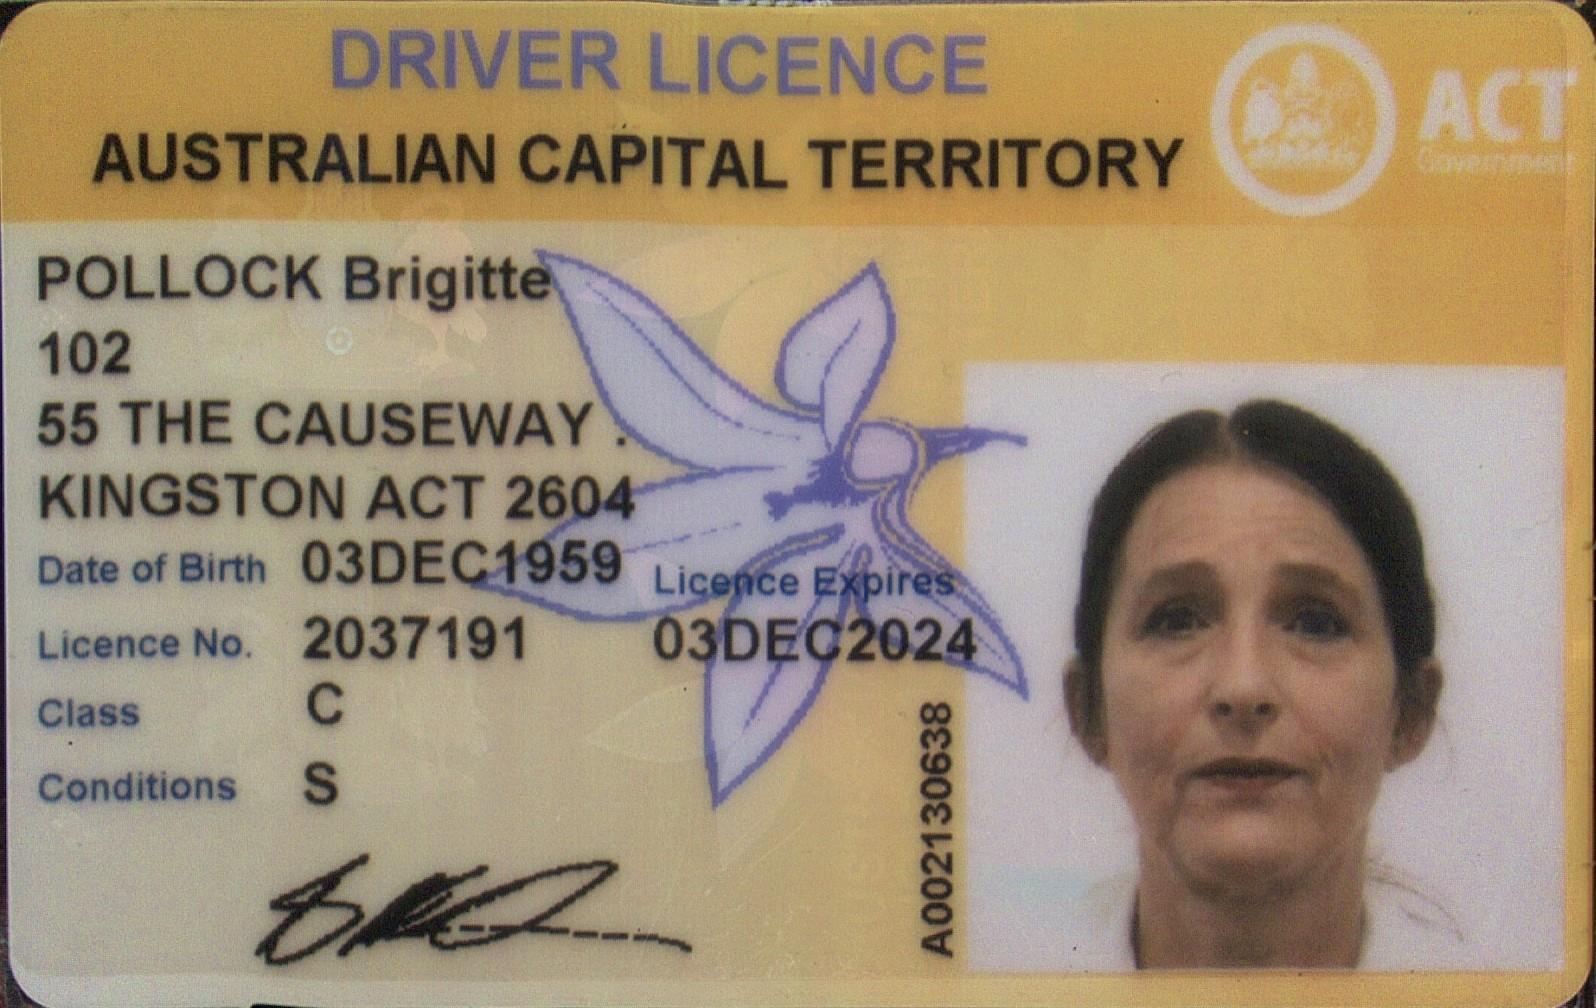 DRIVER LICENCE
AUSTRALIAN CAPITAL TERRITORY
ACT
Government
POLLOCK Brigitte
102
55 THE CAUSEWAY .
KINGSTON ACT 2604
Date of Birth 03DEC1959
Licence Expires
Licence No. 2037191 03DEC2024
Class C
Conditions S
A002130638